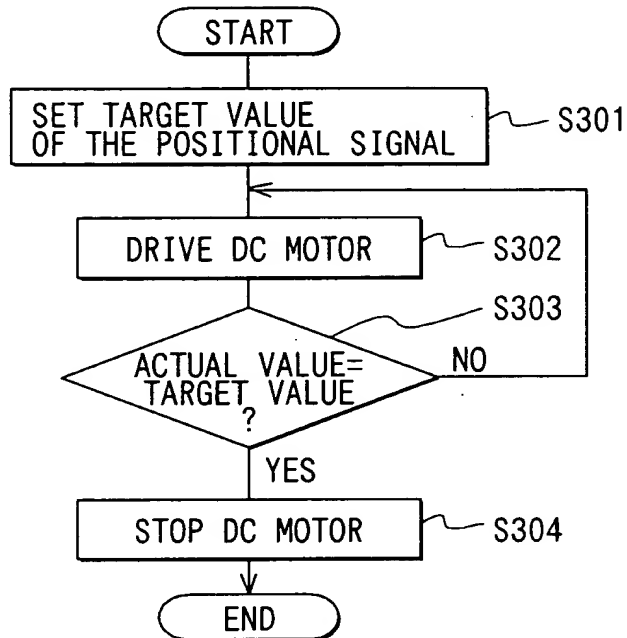 START
SET TARGET VALUE
OF THE POSITIONAL SIGNAL
S301
DRIVE DC MOTOR
S302
S303
ACTUAL VALUE=
TARGET VALUE
?
NO
YES
STOP DC MOTOR
S304
END